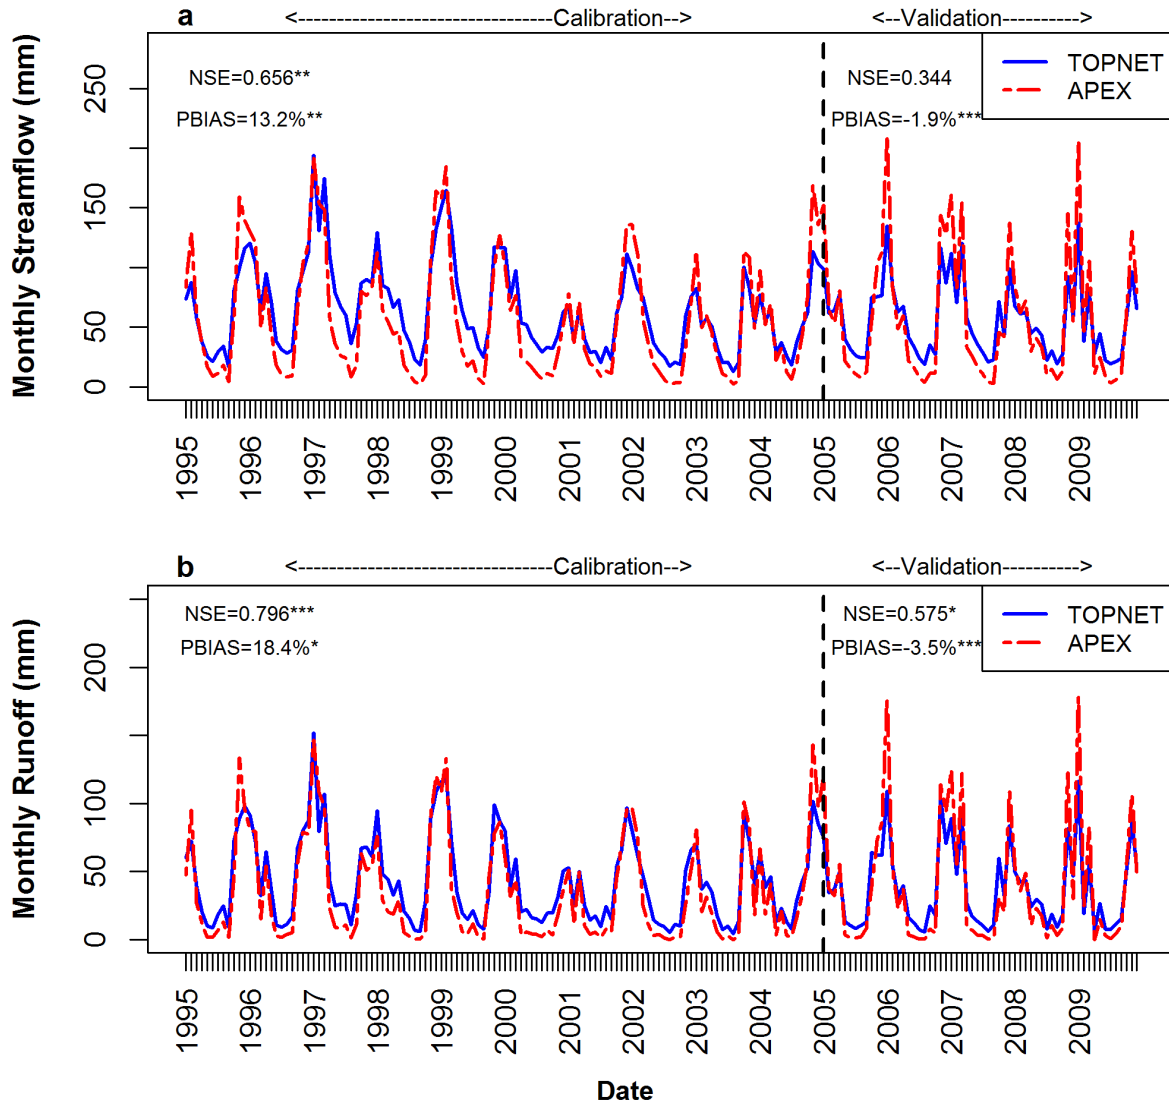 a <-------------------------------Calibration--> <--Validation---------->
Monthly Streamflow (mm)
NSE=0.656** NSE=0.344
PBIAS=13.2%** PBIAS=-1.9%***
TOPNET
APEX
250
150
50
0
1995 1996 1997 1998 1999 2000 2001 2002 2003 2004 2005 2006 2007 2008 2009
b <-------------------------------Calibration--> <--Validation---------->
Monthly Runoff (mm)
NSE=0.796*** NSE=0.575*
PBIAS=18.4%* PBIAS=-3.5%***
TOPNET
APEX
200
100
50
0
1995 1996 1997 1998 1999 2000 2001 2002 2003 2004 2005 2006 2007 2008 2009
Date